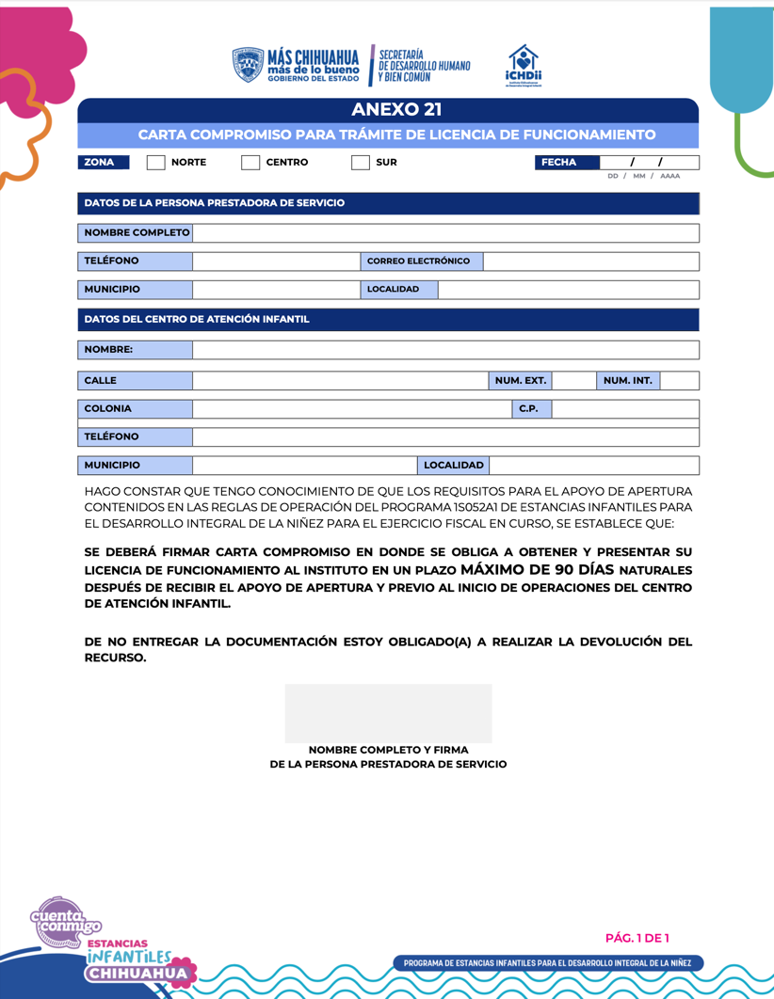 MÁS CHIHUAHUA
más de lo bueno
GOBIERNO DEL ESTADO
SECRETARÍA
DE DESARROLLO HUMANO
Y BIEN COMÚN
iCHDii
ANEXO 21
CARTA COMPROMISO PARA TRÁMITE DE LICENCIA DE FUNCIONAMIENTO
ZONA NORTE CENTRO SUR FECHA / /
DD / MM / AAAA
DATOS DE LA PERSONA PRESTADORA DE SERVICIO
NOMBRE COMPLETO
TELÉFONO CORREO ELECTRÓNICO
MUNICIPIO LOCALIDAD
DATOS DEL CENTRO DE ATENCIÓN INFANTIL
NOMBRE:
CALLE NUM. EXT. NUM. INT.
COLONIA C.P.
TELÉFONO
MUNICIPIO LOCALIDAD
HAGO CONSTAR QUE TENGO CONOCIMIENTO DE QUE LOS REQUISITOS PARA EL APOYO DE APERTURA
CONTENIDOS EN LAS REGLAS DE OPERACIÓN DEL PROGRAMA 1S052A1 DE ESTANCIAS INFANTILES PARA
EL DESARROLLO INTEGRAL DE LA NIÑEZ PARA EL EJERCICIO FISCAL EN CURSO, SE ESTABLECE QUE:
SE DEBERÁ FIRMAR CARTA COMPROMISO EN DONDE SE OBLIGA A OBTENER Y PRESENTAR SU
LICENCIA DE FUNCIONAMIENTO AL INSTITUTO EN UN PLAZO MÁXIMO DE 90 DÍAS NATURALES
DESPUÉS DE RECIBIR EL APOYO DE APERTURA Y PREVIO AL INICIO DE OPERACIONES DEL CENTRO
DE ATENCIÓN INFANTIL.
DE NO ENTREGAR LA DOCUMENTACIÓN ESTOY OBLIGADO(A) A REALIZAR LA DEVOLUCIÓN DEL
RECURSO.
NOMBRE COMPLETO Y FIRMA
DE LA PERSONA PRESTADORA DE SERVICIO
cuenta
conmigo
ESTANCIAS
iNFANTiLES
CHIHUAHUA
PÁG. 1 DE 1
PROGRAMA DE ESTANCIAS INFANTILES PARA EL DESARROLLO INTEGRAL DE LA NIÑEZ